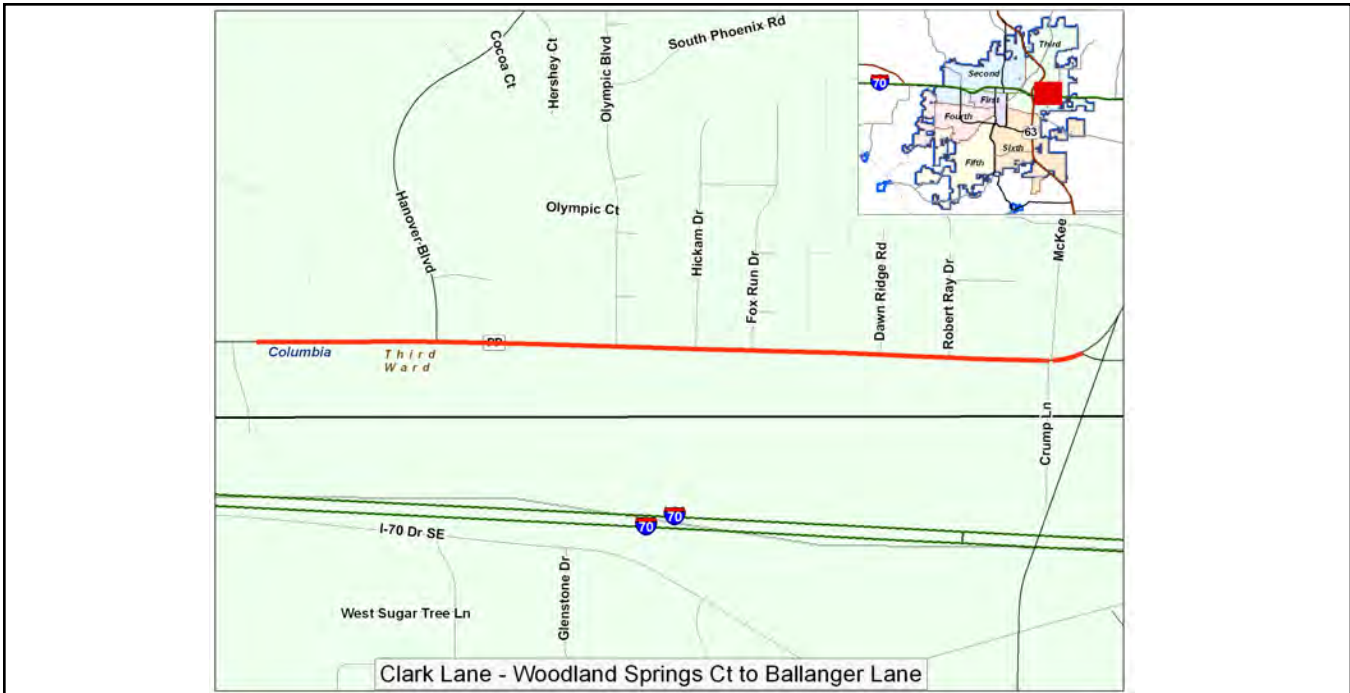 Cocoa Ct
Hershey Ct
Olympic Blvd
South Phoenix Rd
Third
Second
70
First
Fourth
63
Sixth
Fifth
Hanover Blvd
Olympic Ct
Hickam Dr
Fox Run Dr
Dawn Ridge Rd
Robert Ray Dr
McKee
Columbia
Third
Ward
Crump Ln
70
70
I-70 Dr SE
Glenstone Dr
West Sugar Tree Ln
Clark Lane - Woodland Springs Ct to Ballanger Lane